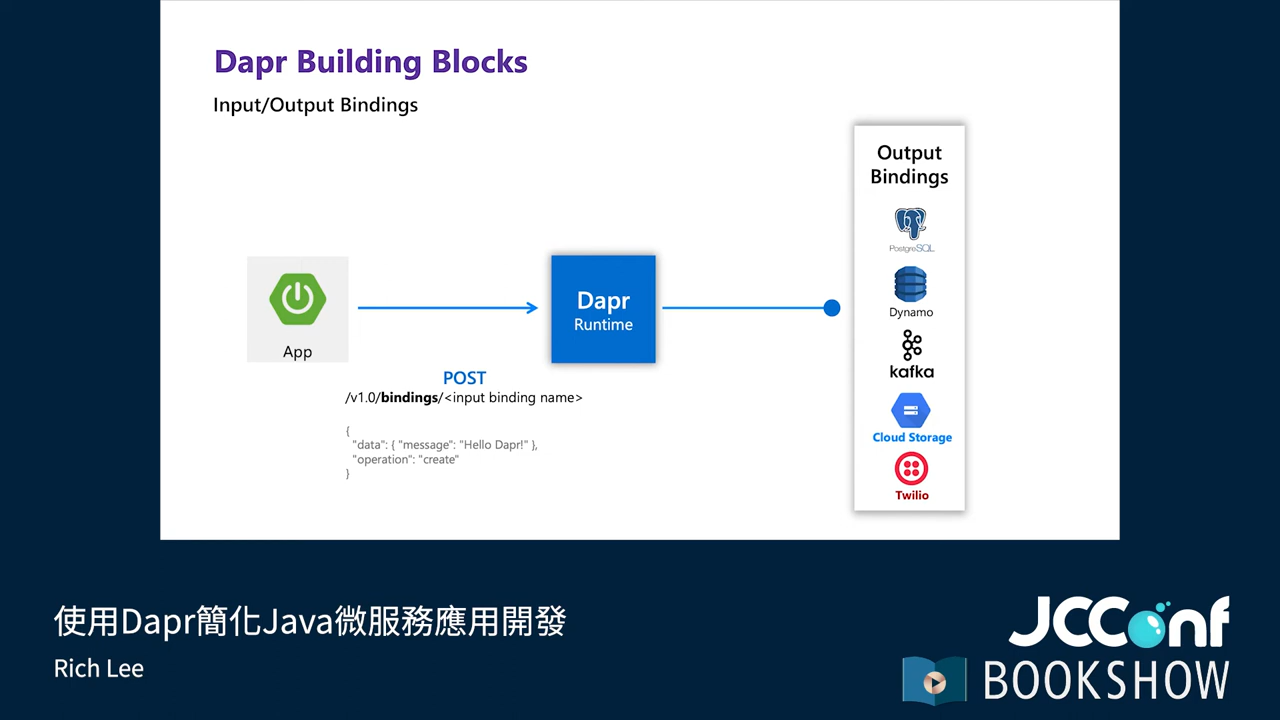 Dapr Building Blocks
Input/Output Bindings
Output
Bindings
PostgreSQL
Dynamo
kafka
Cloud Storage
Twilio
App
Dapr
Runtime
POST
/v1.0/bindings/<input binding name>
{
"data": { "message": "Hello Dapr!" },
"operation": "create"
}
使用Dapr簡化Java微服務應用開發
Rich Lee
JCConf
BOOKSHOW